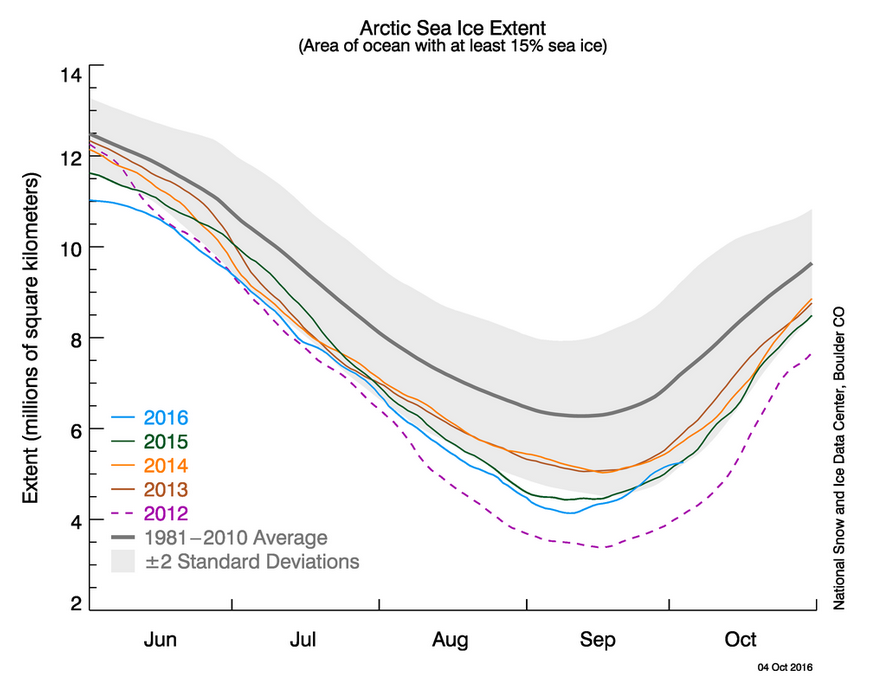 Arctic Sea Ice Extent
(Area of ocean with at least 15% sea ice)
Extent (millions of square kilometers)
14
12
10
8
6
4
2
2016
2015
2014
2013
2012
1981−2010 Average
±2 Standard Deviations
Jun Jul Aug Sep Oct
National Snow and Ice Data Center, Boulder CO
04 Oct 2016